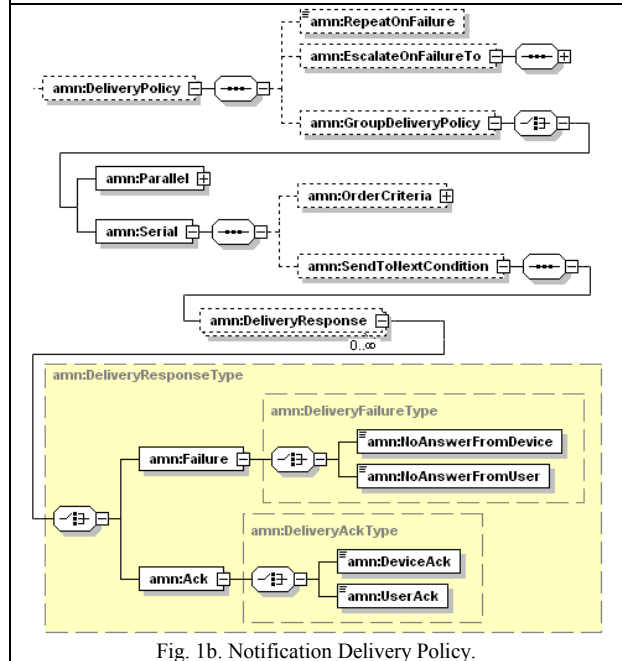 amn:RepeatOnFailure
amn:EscalateOnFailureTo
amn:DeliveryPolicy
amn:GroupDeliveryPolicy
amn:Parallel
amn:OrderCriteria
amn:Serial
amn:SendToNextCondition
amn:DeliveryResponse
0..∞
amn:DeliveryResponseType
amn:DeliveryFailureType
amn:NoAnswerFromDevice
amn:Failure
amn:NoAnswerFromUser
amn:DeliveryAckType
amn:DeviceAck
amn:Ack
amn:UserAck
Fig. 1b. Notification Delivery Policy.